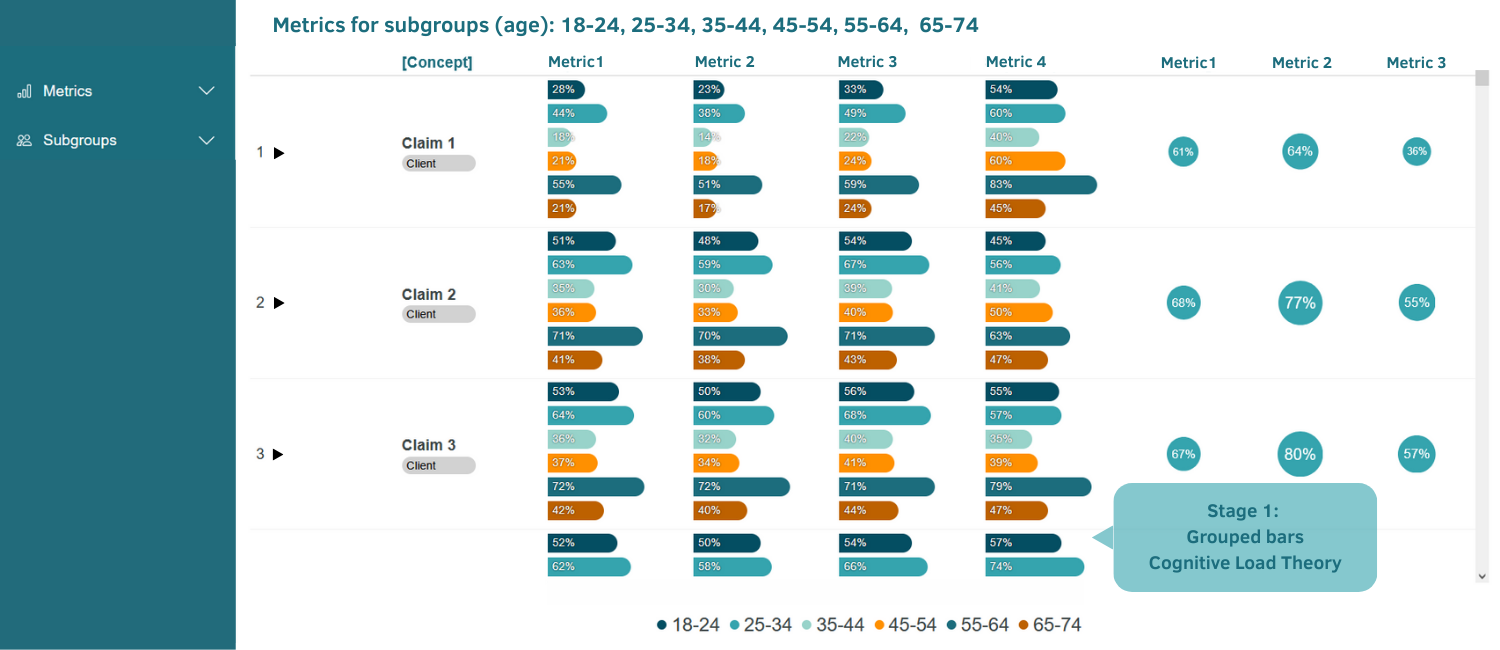 Metrics for subgroups (age): 18-24, 25-34, 35-44, 45-54, 55-64, 65-74
Metrics
Subgroups
[Concept] Metric1 Metric 2 Metric 3 Metric 4 Metric1 Metric 2 Metric 3
28% 23% 33% 54%
44% 38% 49% 60%
18% 14% 22% 40%
1 Claim 1 61% 64% 36%
Client
21% 18% 24% 60%
55% 51% 59% 83%
21% 17% 24% 45%
51% 48% 54% 45%
63% 59% 67% 56%
35% 30% 39% 41%
2 Claim 2 68% 77% 55%
Client
36% 33% 40% 50%
71% 70% 71% 63%
41% 38% 43% 47%
53% 50% 56% 55%
64% 60% 68% 57%
36% 32% 40% 35%
3 Claim 3 67% 80% 57%
Client
37% 34% 41% 39%
72% 72% 71% 79%
42% 40% 44% 47%
52% 50% 54% 57%
62% 58% 66% 74%
Stage 1:
Grouped bars
Cognitive Load Theory
18-24 25-34 35-44 45-54 55-64 65-74